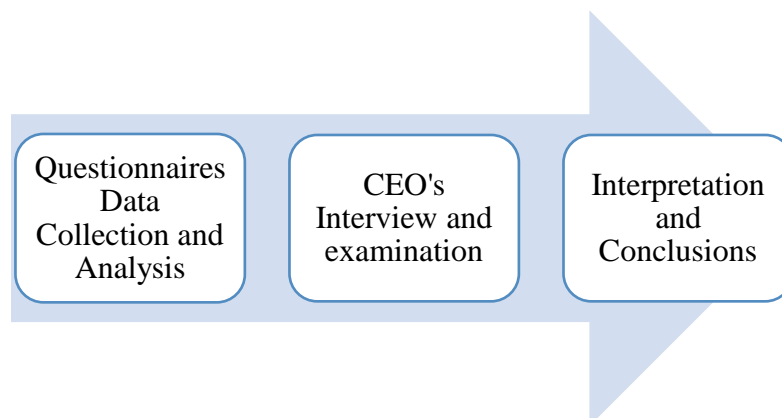 Questionnaires
Data
Collection and
Analysis
CEO's
Interview and
examination
Interpretation
and
Conclusions